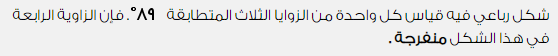 شكل رباعي فيه قياس كل واحدة من الزوايا الثلاث المتطابقة ٨٩°. فإن الزاوية الرابعة
في هذا الشكل منفرجة .